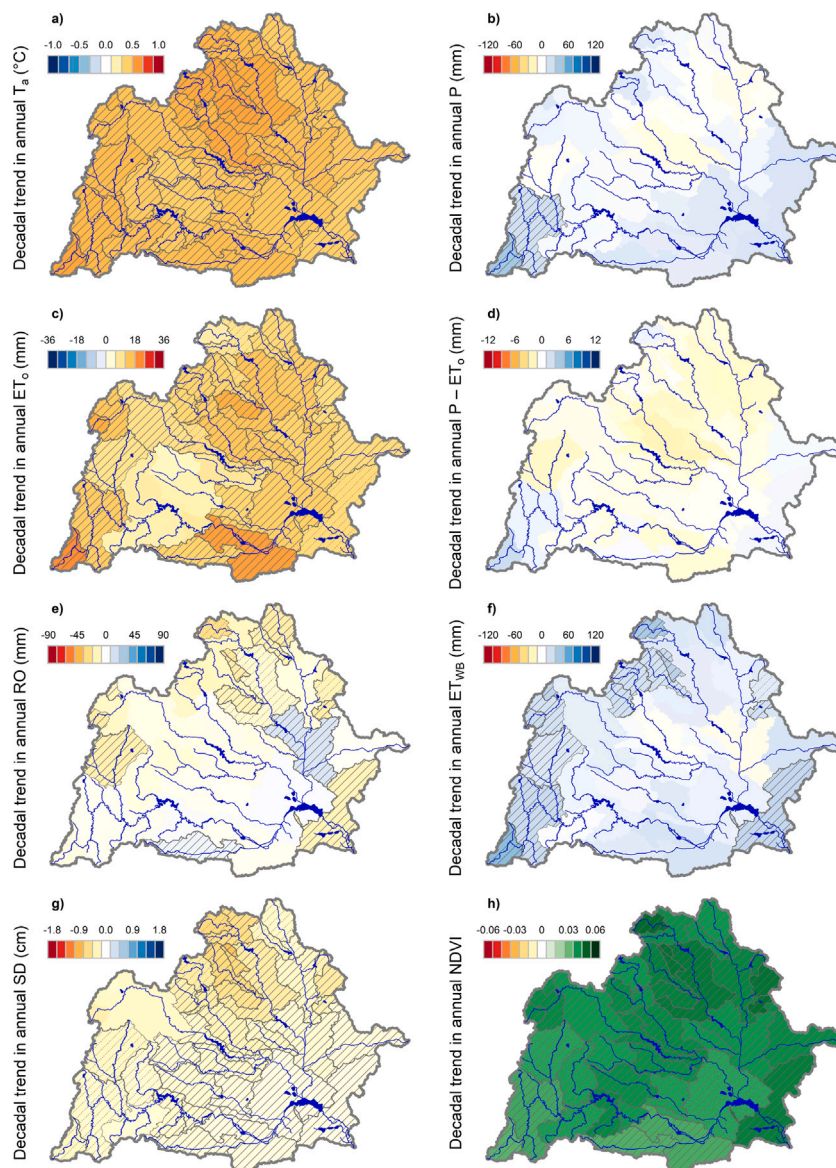 a)
-1.0 -0.5 0.0 0.5 1.0
Decadal trend in annual Ta (°C)
b)
-120 -60 0 60 120
Decadal trend in annual P (mm)
c)
-36 -18 0 18 36
Decadal trend in annual ETo (mm)
d)
-12 -6 0 6 12
Decadal trend in annual P – ETo (mm)
e)
-90 -45 0 45 90
Decadal trend in annual RO (mm)
f)
-120 -60 0 60 120
Decadal trend in annual ETWB (mm)
g)
-1.8 -0.9 0.0 0.9 1.8
Decadal trend in annual SD (cm)
h)
-0.06 -0.03 0 0.03 0.06
Decadal trend in annual NDVI